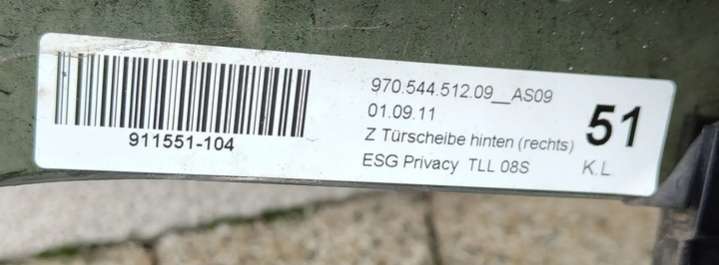 911551-104
970.544.512.09__AS09
01.09.11
Z Türscheibe hinten (rechts)
ESG Privacy TLL 08S
51
K.L.